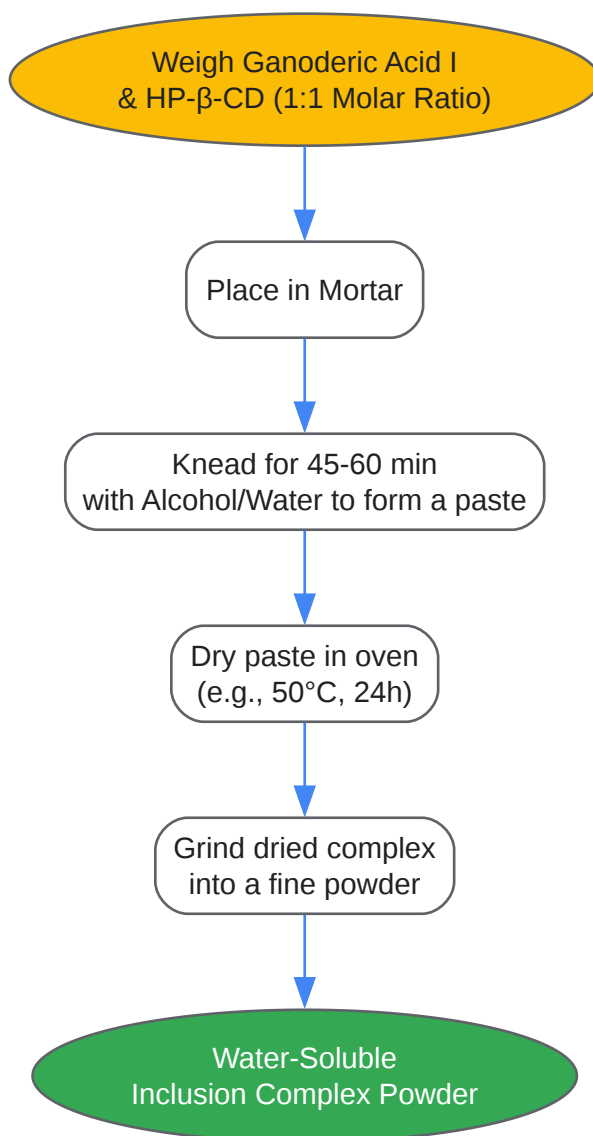 Weigh Ganoderic Acid I
& HP-β-CD (1:1 Molar Ratio)
Place in Mortar
Knead for 45-60 min
with Alcohol/Water to form a paste
Dry paste in oven
(e.g., 50°C, 24h)
Grind dried complex
into a fine powder
Water-Soluble
Inclusion Complex Powder